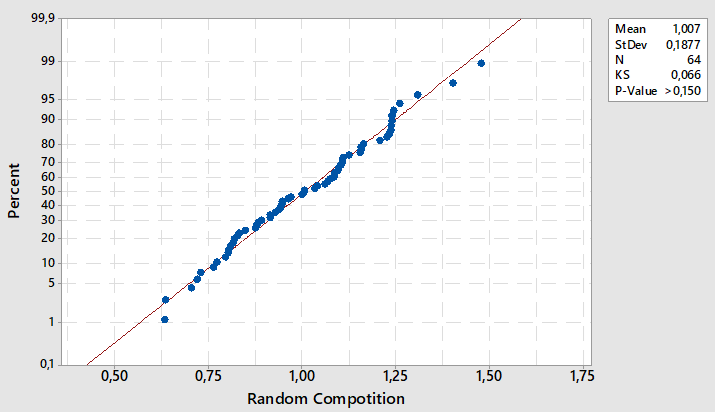 99,9
99
95
90
80
70
60
50
40
30
20
10
5
1
0,1
Percent
0,50 0,75 1,00 1,25 1,50 1,75
Random Compotition
Mean 1,007
StDev 0,1877
N 64
KS 0,066
P-Value >0,150